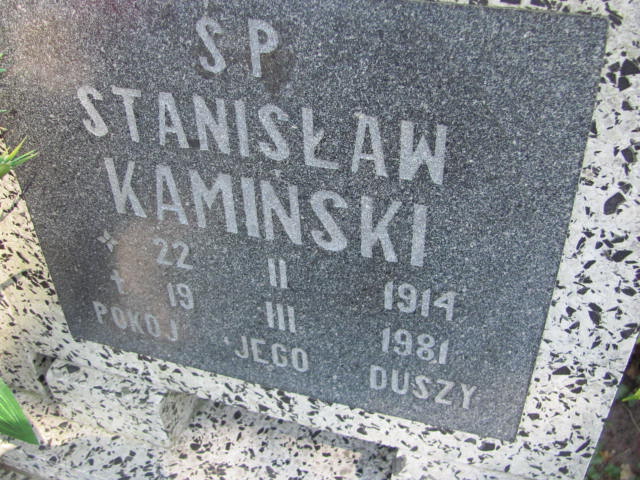 ŚP
STANISŁAW
KAMIŃSKI
* 22 II 1914
† 19 III 1981
POKÓJ JEGO DUSZY